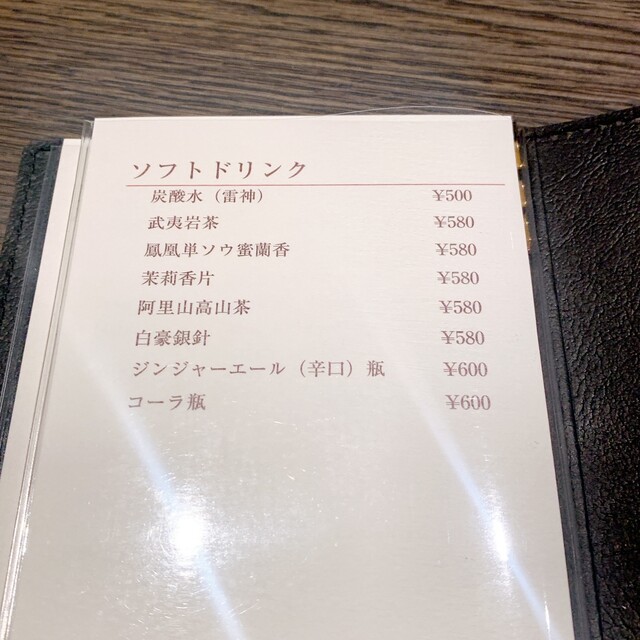 ソフトドリンク
炭酸水（雷神） ¥500
武夷岩茶 ¥580
鳳凰単ソウ蜜蘭香 ¥580
茉莉香片 ¥580
阿里山高山茶 ¥580
白豪銀針 ¥580
ジンジャーエール（辛口）瓶 ¥600
コーラ瓶 ¥600